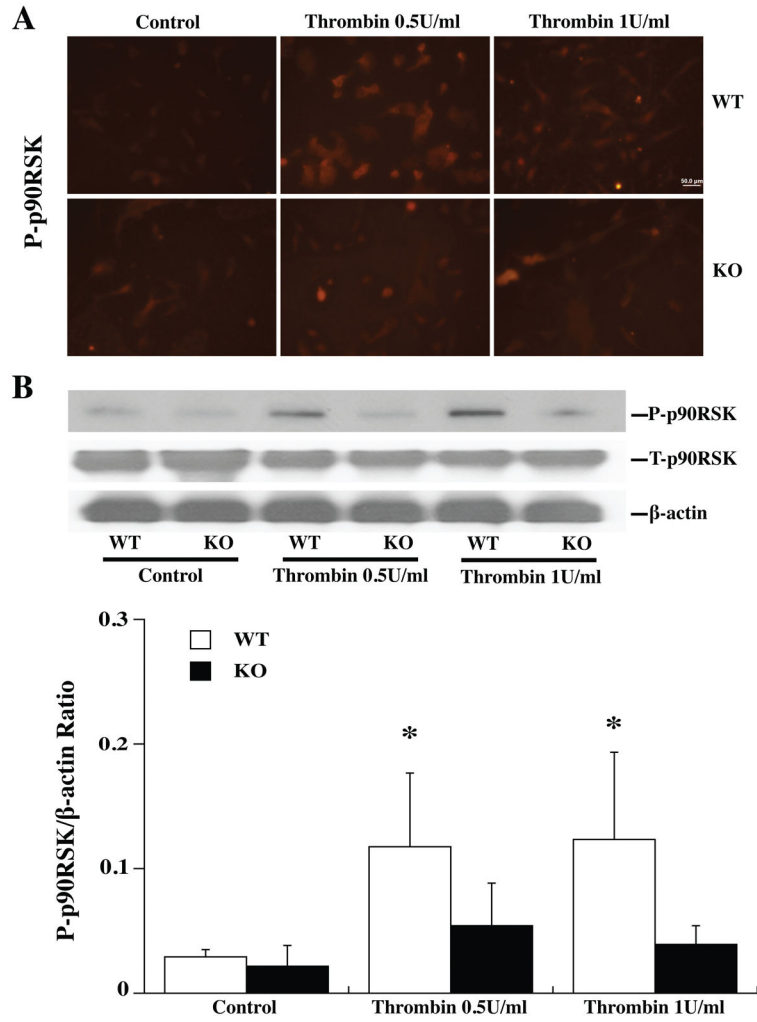 A
Control Thrombin 0.5U/ml Thrombin 1U/ml
P-p90RSK
WT
50.0 µm
KO
B
P-p90RSK
T-p90RSK
β-actin
WT KO WT KO WT KO
Control Thrombin 0.5U/ml Thrombin 1U/ml
0.3
WT
KO
P-p90RSK/β-actin Ratio
0.2
* *
0.1
0
Control Thrombin 0.5U/ml Thrombin 1U/ml